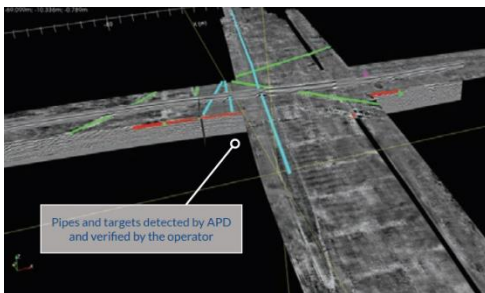 Pipes and targets detected by APD
and verified by the operator